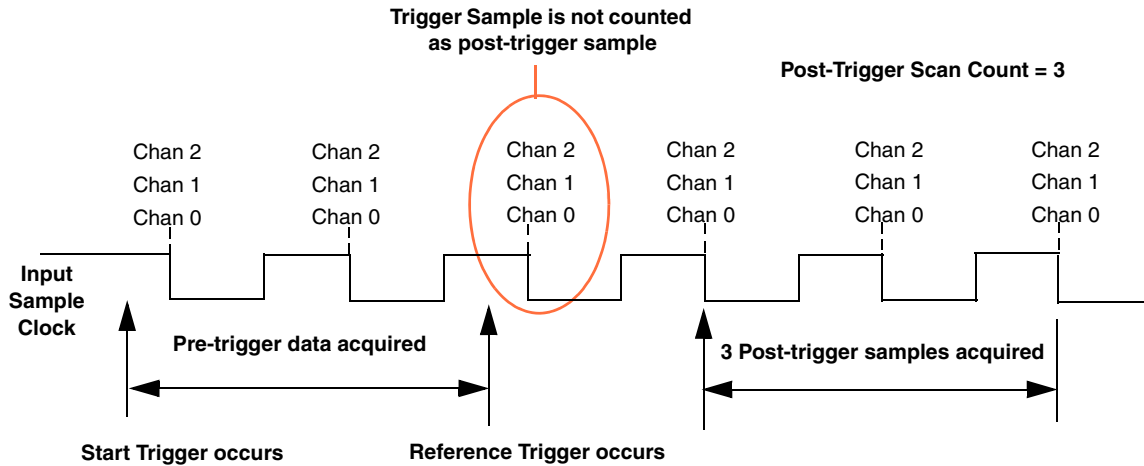 Trigger Sample is not counted
as post-trigger sample
Post-Trigger Scan Count = 3
Chan 2 Chan 2 Chan 2 Chan 2 Chan 2 Chan 2
Chan 1 Chan 1 Chan 1 Chan 1 Chan 1 Chan 1
Chan 0 Chan 0 Chan 0 Chan 0 Chan 0 Chan 0
Input
Sample
Clock
Pre-trigger data acquired
3 Post-trigger samples acquired
Start Trigger occurs
Reference Trigger occurs